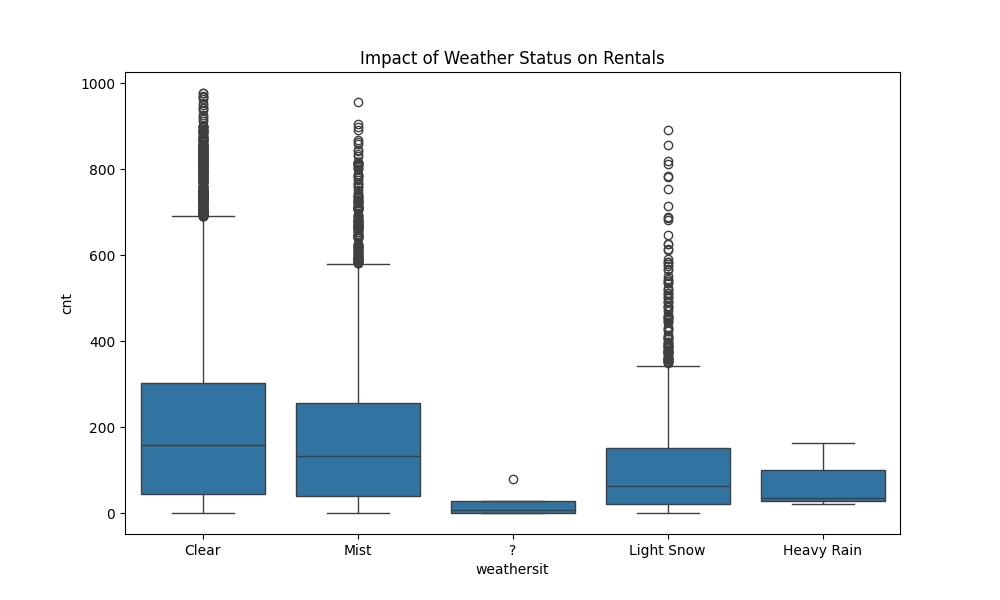 Impact of Weather Status on Rentals
1000
800
600
400
200
0
cnt
Clear Mist ? Light Snow Heavy Rain
weathersit